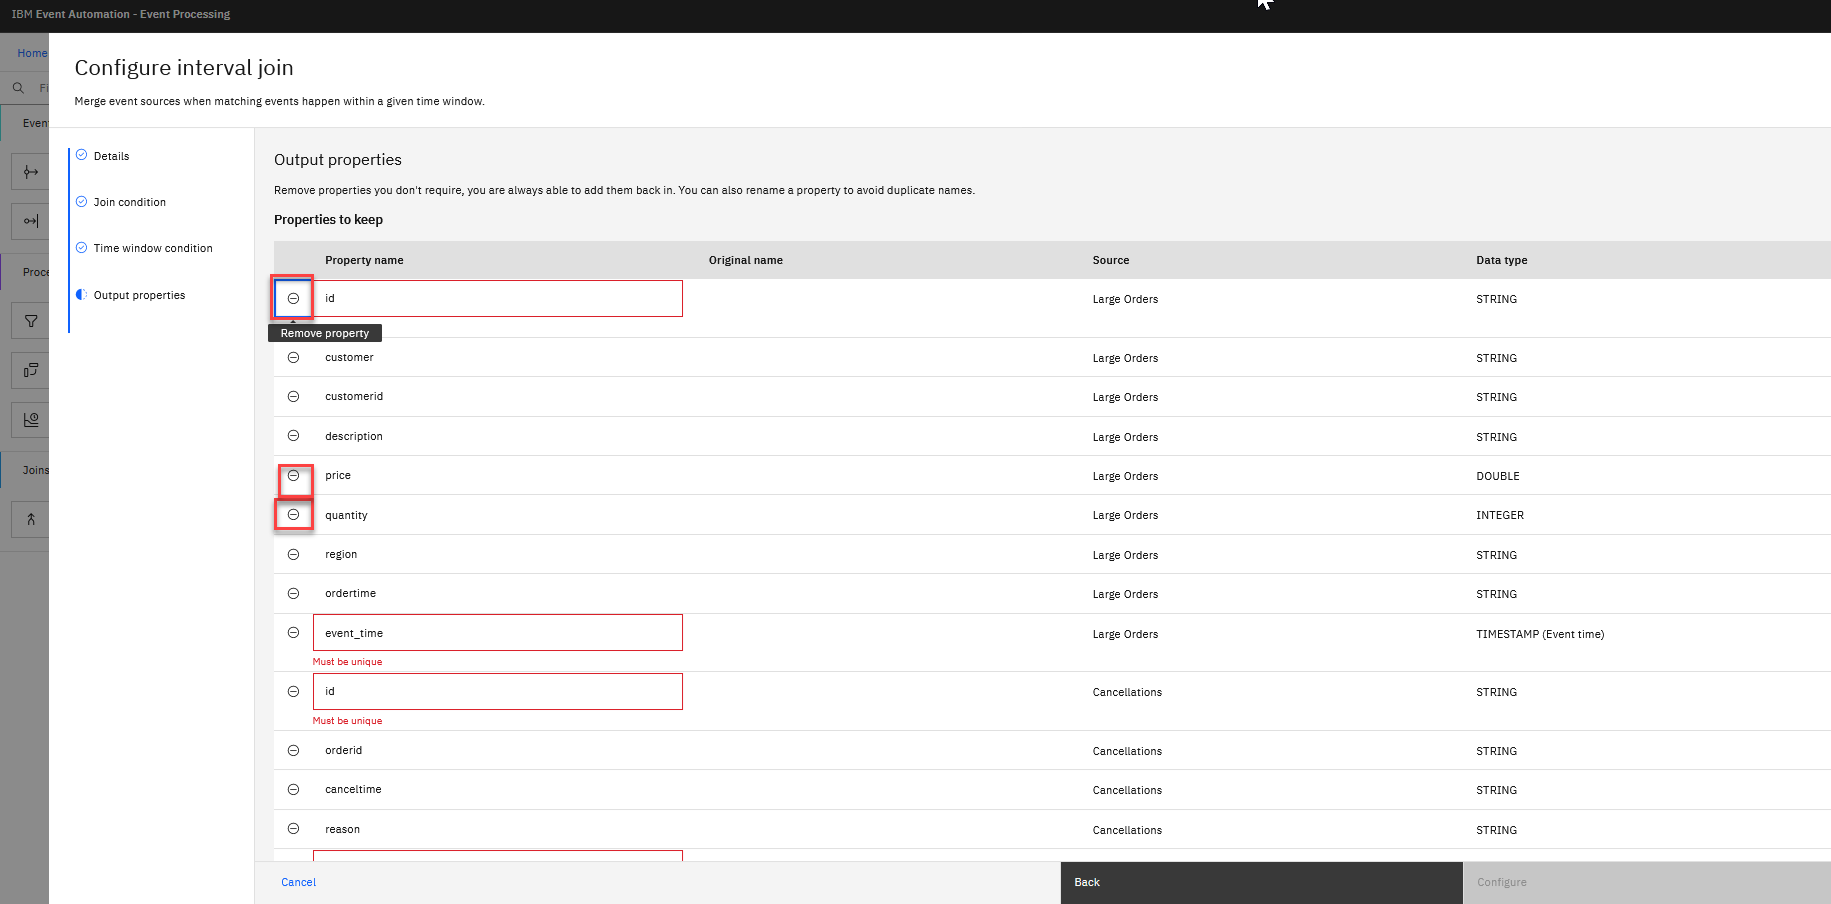 IBM Event Automation - Event Processing
Home
Fi
Configure interval join
Merge event sources when matching events happen within a given time window.
Even
Proce
Joins
Details
Join condition
Time window condition
Output properties
Output properties
Remove properties you don't require, you are always able to add them back in. You can also rename a property to avoid duplicate names.
Properties to keep
Property name Original name Source Data type
id Large Orders STRING
Remove property
customer Large Orders STRING
customerid Large Orders STRING
description Large Orders STRING
price Large Orders DOUBLE
quantity Large Orders INTEGER
region Large Orders STRING
ordertime Large Orders STRING
event_time Large Orders TIMESTAMP (Event time)
Must be unique
id Cancellations STRING
Must be unique
orderid Cancellations STRING
canceltime Cancellations STRING
reason Cancellations STRING
Cancel Back Configure